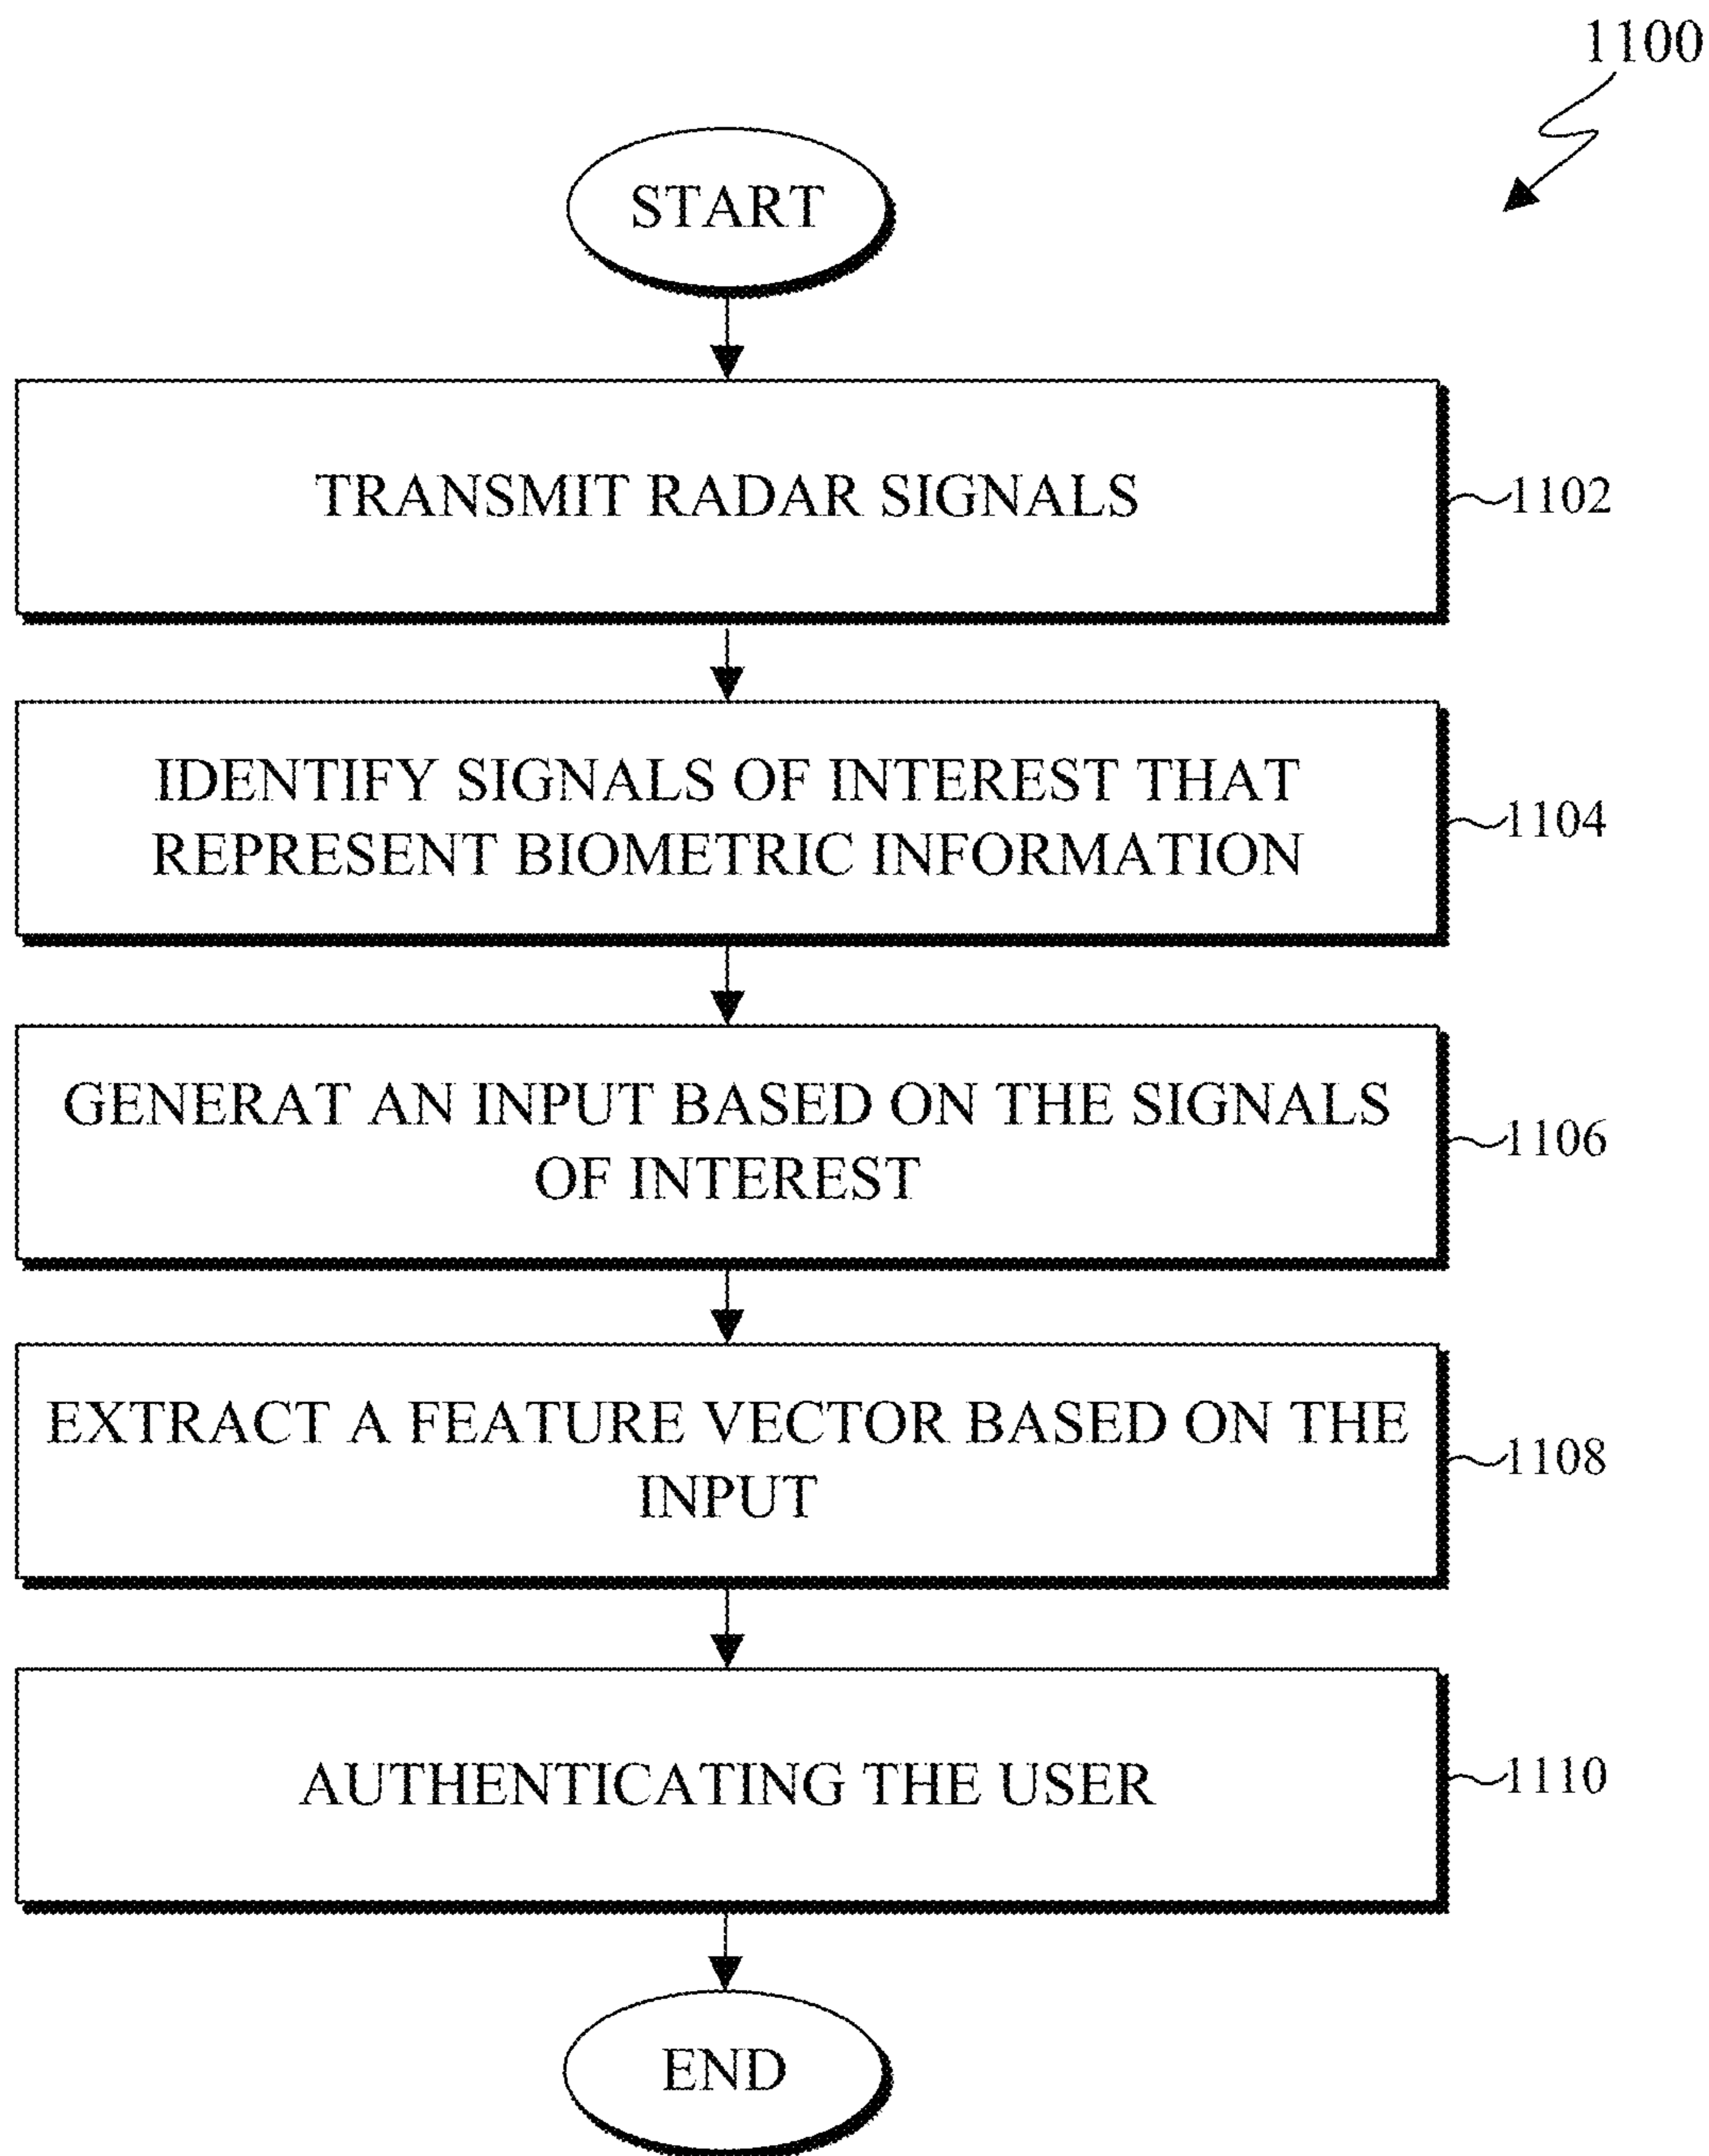 1100
START
TRANSMIT RADAR SIGNALS
1102
IDENTIFY SIGNALS OF INTEREST THAT
REPRESENT BIOMETRIC INFORMATION
1104
GENERAT AN INPUT BASED ON THE SIGNALS
OF INTEREST
1106
EXTRACT A FEATURE VECTOR BASED ON THE
INPUT
1108
AUTHENTICATING THE USER
1110
END